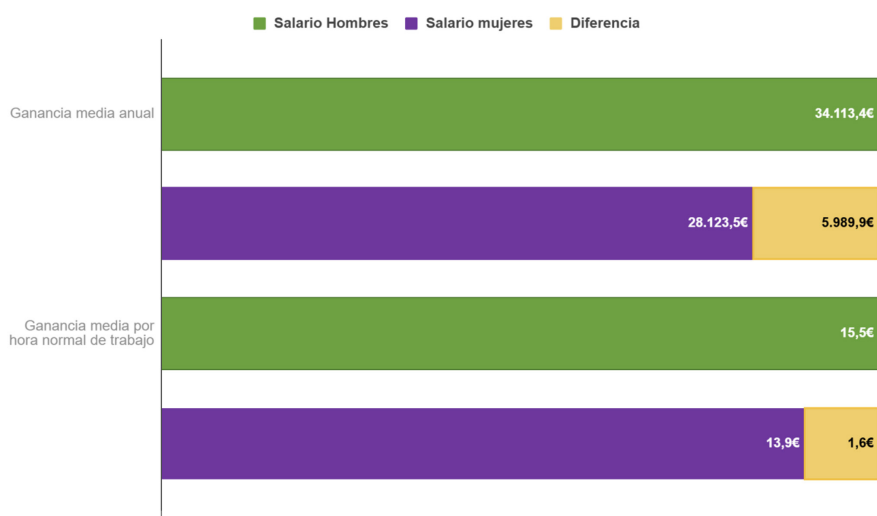 Salario Hombres Salario mujeres Diferencia
Ganancia media anual
34.113,4€
28.123,5€ 5.989,9€
Ganancia media por
hora normal de trabajo
15,5€
13,9€ 1,6€